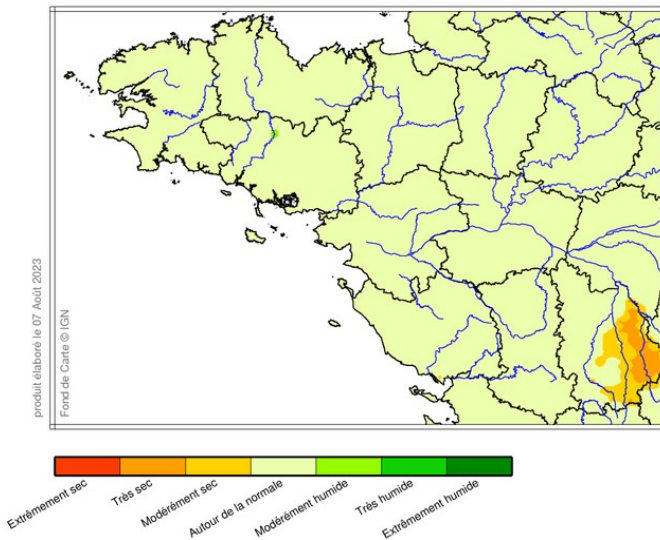 produit élaboré le 07 Août 2023
Fond de Carte © IGN
Extrêmement sec
Très sec
Modérément sec
Autour de la normale
Modérément humide
Très humide
Extrêmement humide